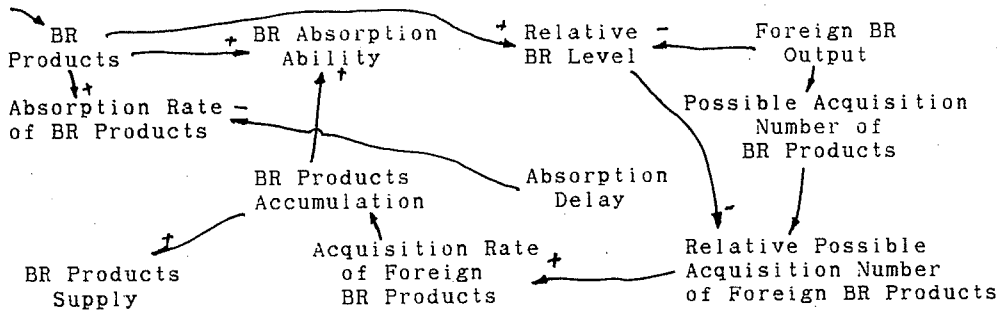 BR
Products
+
BR Absorption
Ability
+
+
Relative
BR Level
-
Foreign BR
Output
+
Absorption Rate
of BR Products
-
Possible Acquisition
Number of
BR Products
BR Products
Accumulation
Absorption
Delay
+
BR Products
Supply
Acquisition Rate
of Foreign
BR Products
+
-
Relative Possible
Acquisition Number
of Foreign BR Products